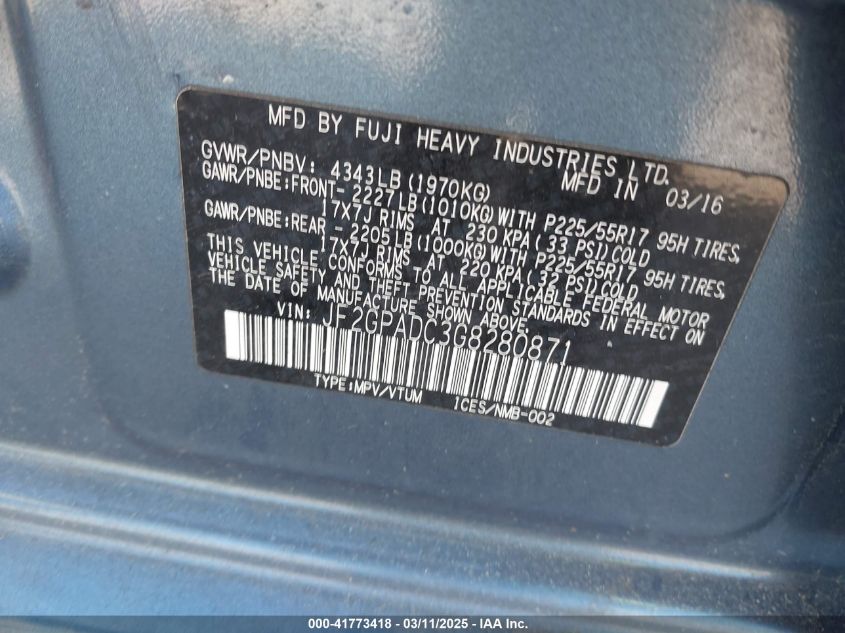 MFD BY FUJI HEAVY INDUSTRIES LTD.
GVWR/PNBV: 4343LB (1970KG) MFD IN 03/16
GAWR/PNBE:FRONT- 2227LB (1010KG) WITH P225/55R17 95H TIRES,
17X7J RIMS AT 230 KPA (33 PSI) COLD
GAWR/PNBE:REAR - 2205LB (1000KG) WITH P225/55R17 95H TIRES,
17X7J RIMS AT 220 KPA (32 PSI) COLD
THIS VEHICLE CONFORMS TO ALL APPLICABLE FEDERAL MOTOR
VEHICLE SAFETY AND THEFT PREVENTION STANDARDS IN EFFECT ON
THE DATE OF MANUFACTURE SHOWN ABOVE.
VIN: JF2GPADC3G8280871
TYPE:MPV/VTUM ICES/NMB-002
000-41773418 - 03/11/2025 - IAA Inc.